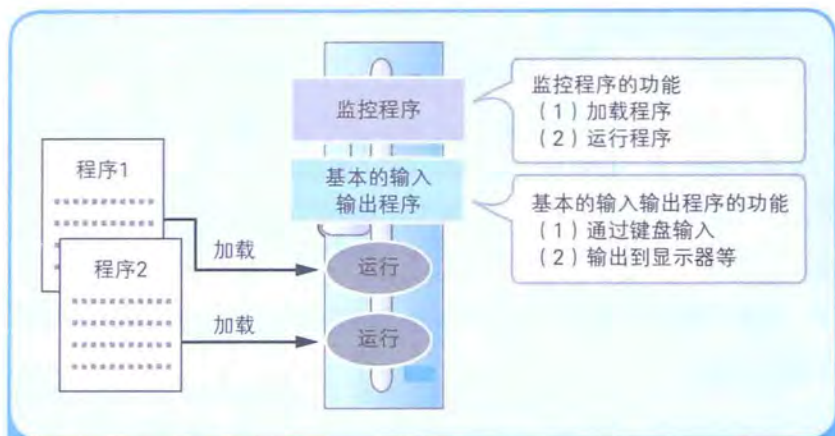 监控程序
监控程序的功能
（1）加载程序
（2）运行程序
程序1
基本的输入
输出程序
基本的输入输出程序的功能
（1）通过键盘输入
（2）输出到显示器等
加载
运行
程序2
加载
运行